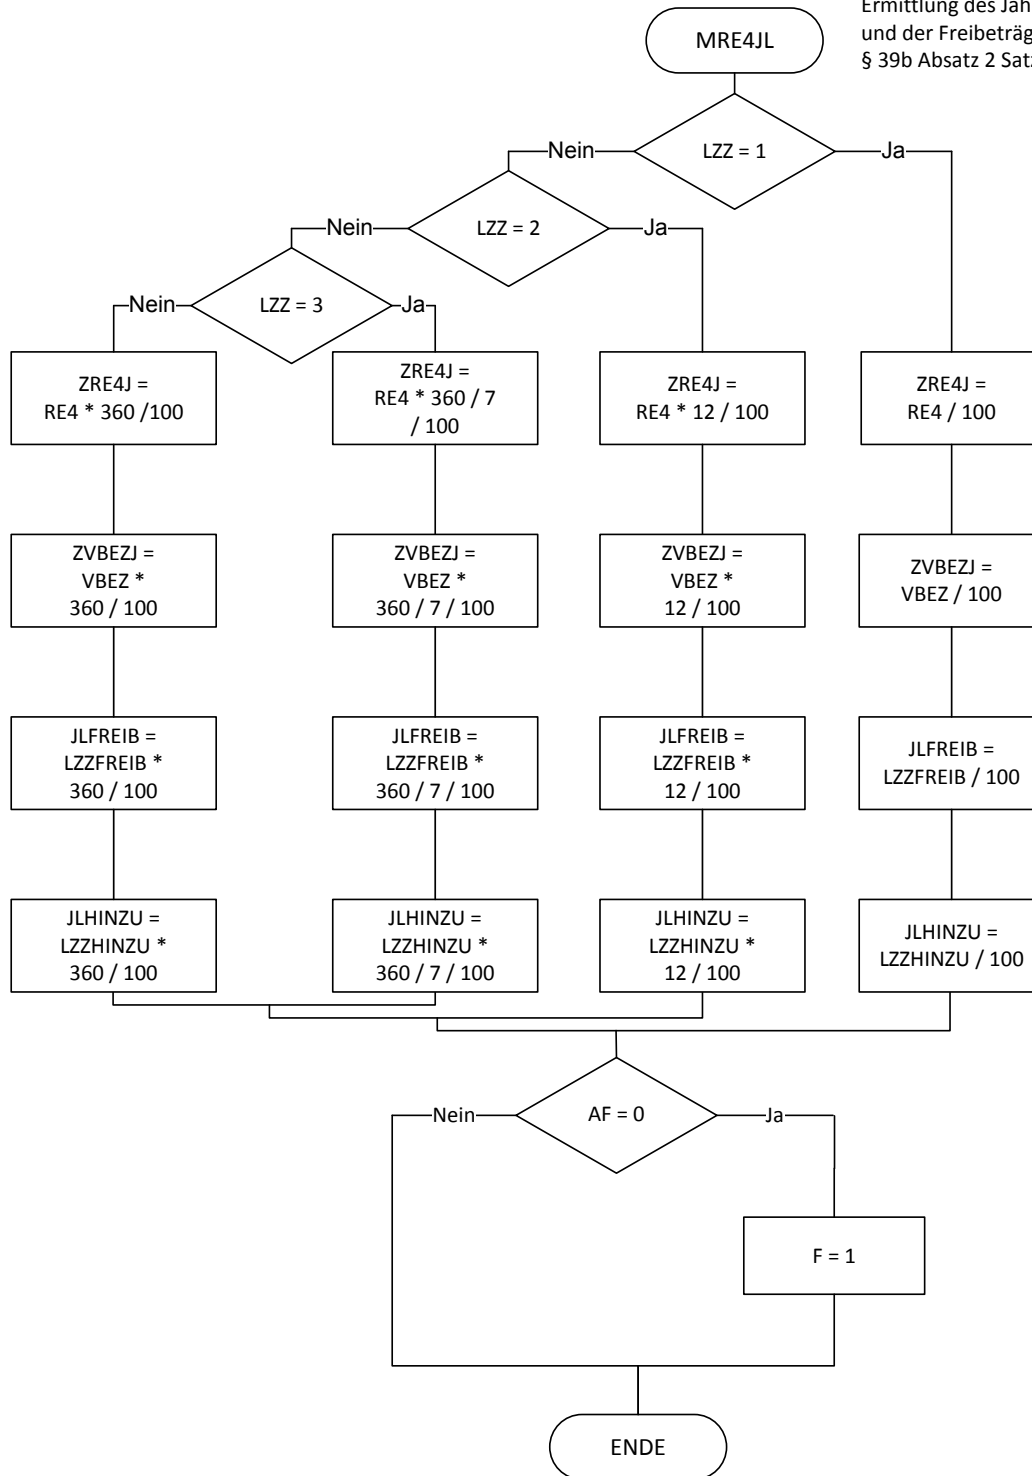 MRE4JL
Ermittlung des Jah
und der Freibeträg
§ 39b Absatz 2 Satz
LZZ = 1
Nein
Ja
LZZ = 2
Nein
Ja
LZZ = 3
Nein
Ja
ZRE4J =
RE4 * 360 /100
ZRE4J =
RE4 * 360 / 7
/ 100
ZRE4J =
RE4 * 12 / 100
ZRE4J =
RE4 / 100
ZVBEZJ =
VBEZ *
360 / 100
ZVBEZJ =
VBEZ *
360 / 7 / 100
ZVBEZJ =
VBEZ *
12 / 100
ZVBEZJ =
VBEZ / 100
JLFREIB =
LZZFREIB *
360 / 100
JLFREIB =
LZZFREIB *
360 / 7 / 100
JLFREIB =
LZZFREIB *
12 / 100
JLFREIB =
LZZFREIB / 100
JLHINZU =
LZZHINZU *
360 / 100
JLHINZU =
LZZHINZU *
360 / 7 / 100
JLHINZU =
LZZHINZU *
12 / 100
JLHINZU =
LZZHINZU / 100
AF = 0
Nein
Ja
F = 1
ENDE